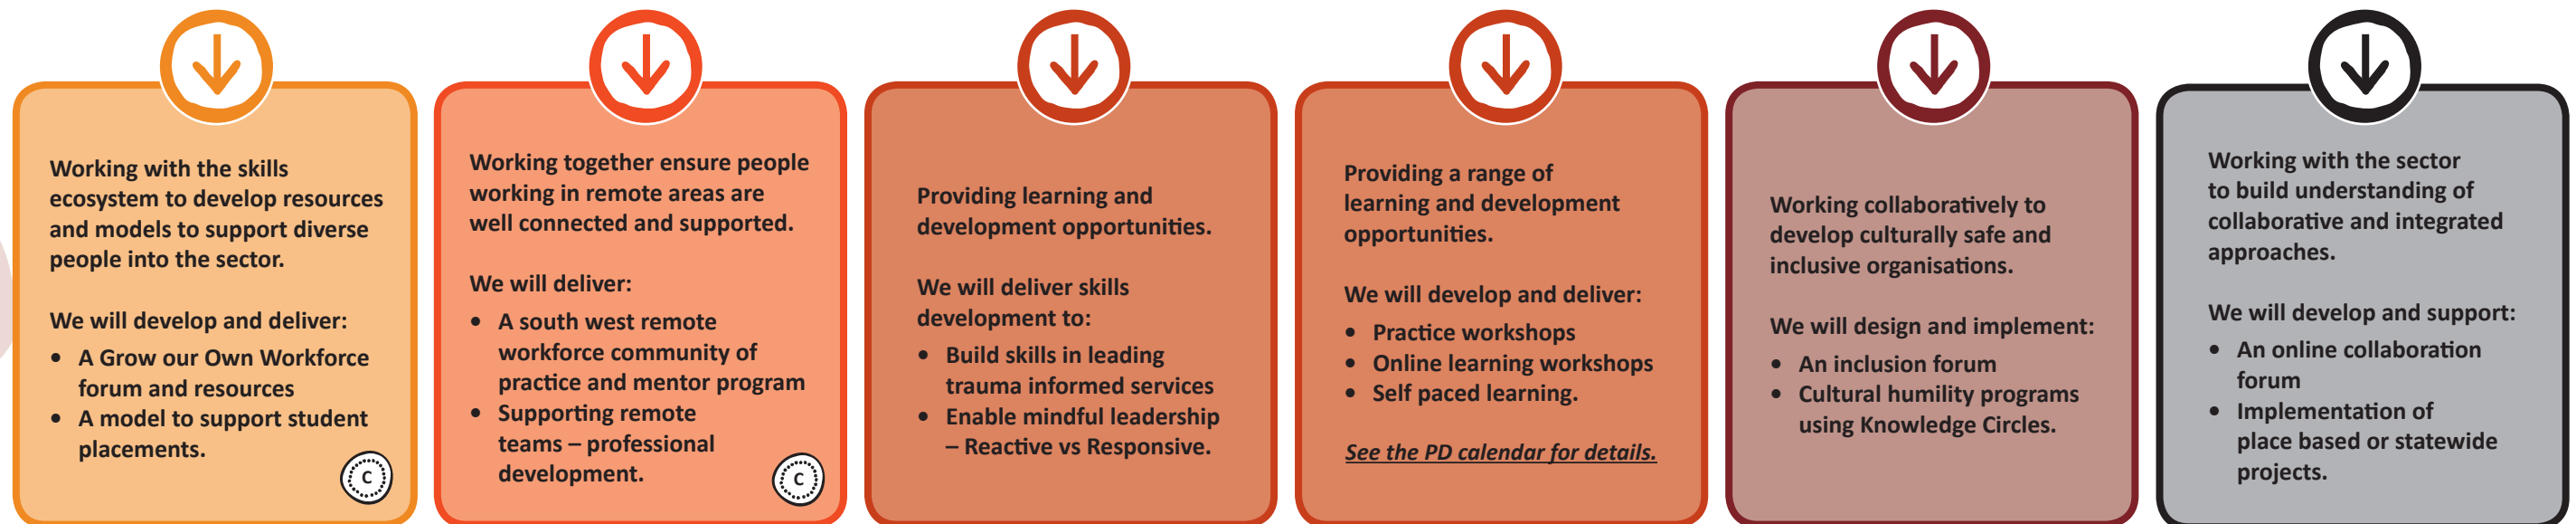 Working with the skills
ecosystem to develop resources
and models to support diverse
people into the sector.
We will develop and deliver:
• A Grow our Own Workforce
forum and resources
• A model to support student
placements.
C
Working together ensure people
working in remote areas are
well connected and supported.
We will deliver:
• A south west remote
workforce community of
practice and mentor program
• Supporting remote
teams – professional
development.
C
Providing learning and
development opportunities.
We will deliver skills
development to:
• Build skills in leading
trauma informed services
• Enable mindful leadership
– Reactive vs Responsive.
Providing a range of
learning and development
opportunities.
We will develop and deliver:
• Practice workshops
• Online learning workshops
• Self paced learning.
See the PD calendar for details.
Working collaboratively to
develop culturally safe and
inclusive organisations.
We will design and implement:
• An inclusion forum
• Cultural humility programs
using Knowledge Circles.
Working with the sector
to build understanding of
collaborative and integrated
approaches.
We will develop and support:
• An online collaboration
forum
• Implementation of
place based or statewide
projects.